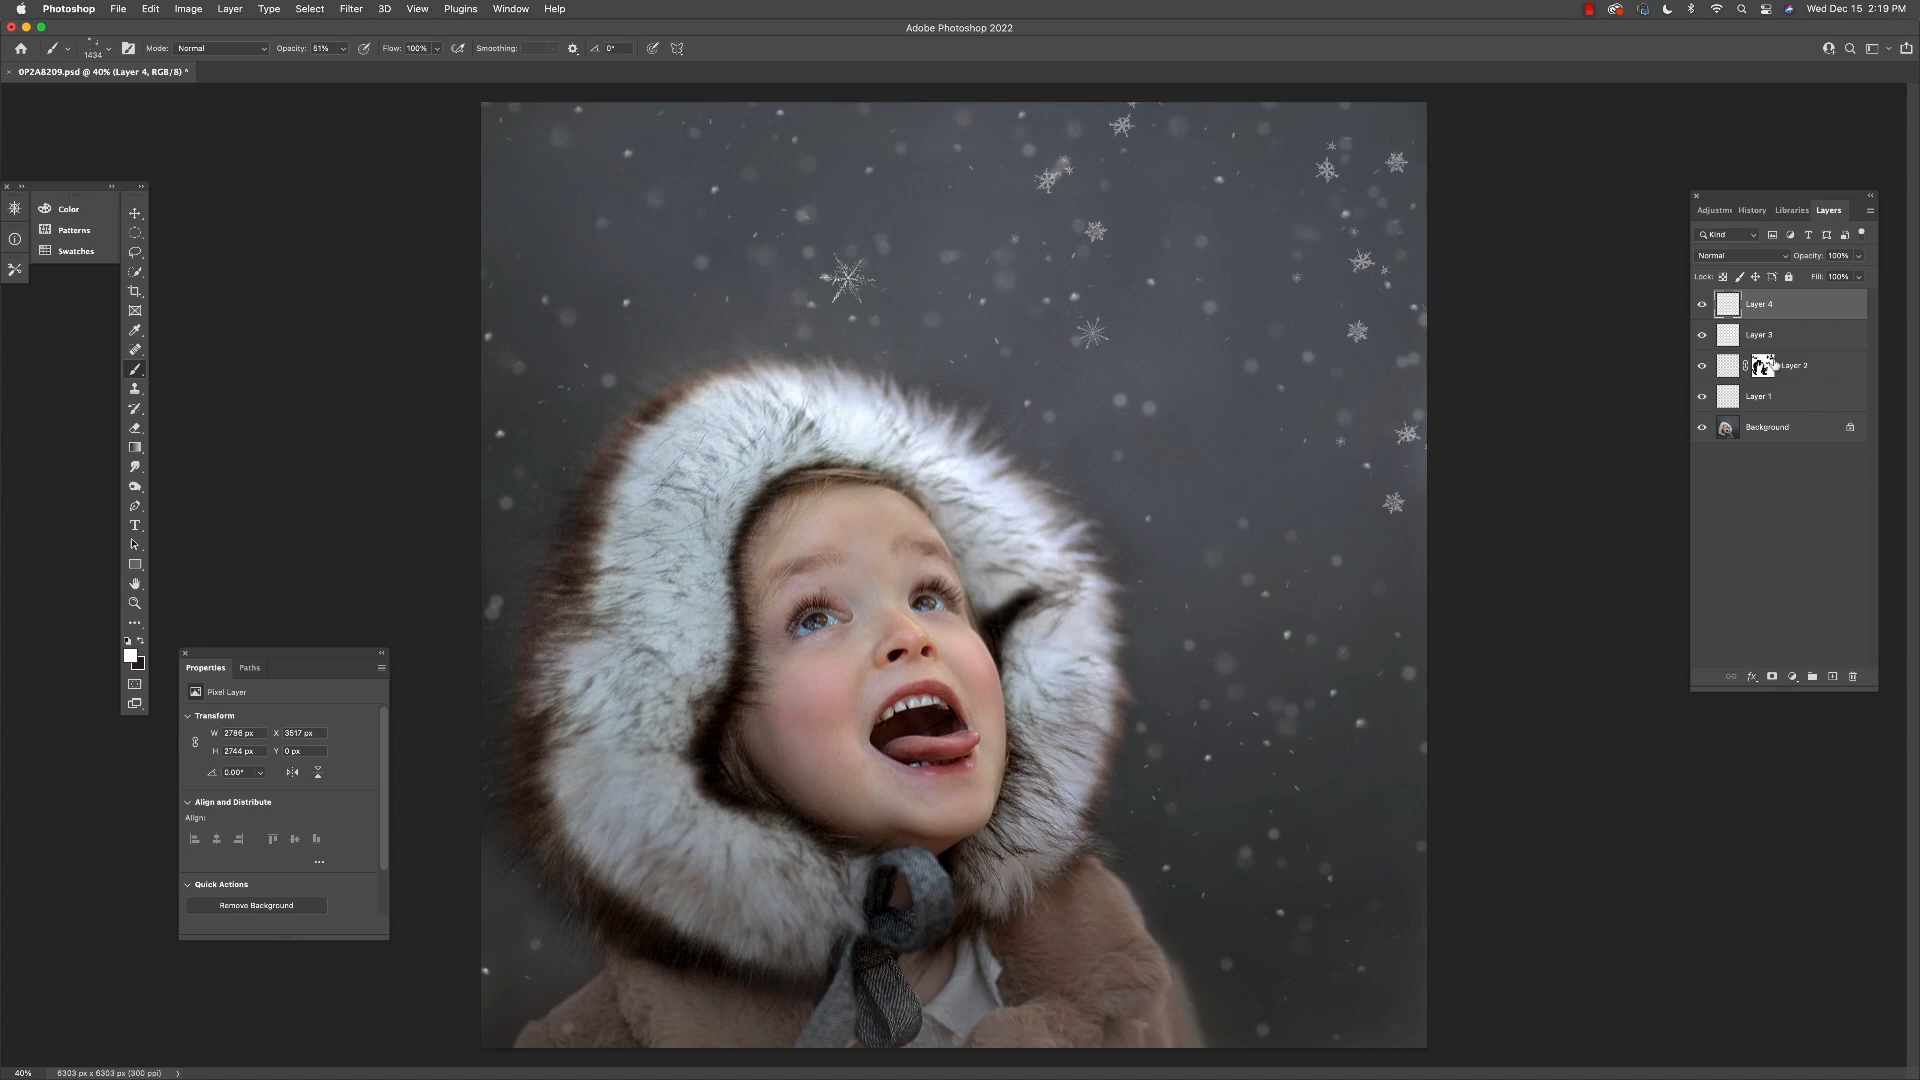 Photoshop File Edit Image Layer Type Select Filter 3D View Plugins Window Help Wed Dec 15 2:19 PM
Adobe Photoshop 2022
1434 Mode: Normal Opacity: 51% Flow: 100% Smoothing: 0°
0P2A8209.psd @ 40% (Layer 4, RGB/8) *
Color
Patterns
Swatches
Properties Paths
Pixel Layer
Transform
W 2786 px X 3517 px
H 2744 px Y 0 px
0.00°
Align and Distribute
Align:
Quick Actions
Remove Background
Adjustme History Libraries Layers
Kind
Normal Opacity: 100%
Lock: Fill: 100%
Layer 4
Layer 3
Layer 2
Layer 1
Background
40% 6303 px x 6303 px (300 ppi)